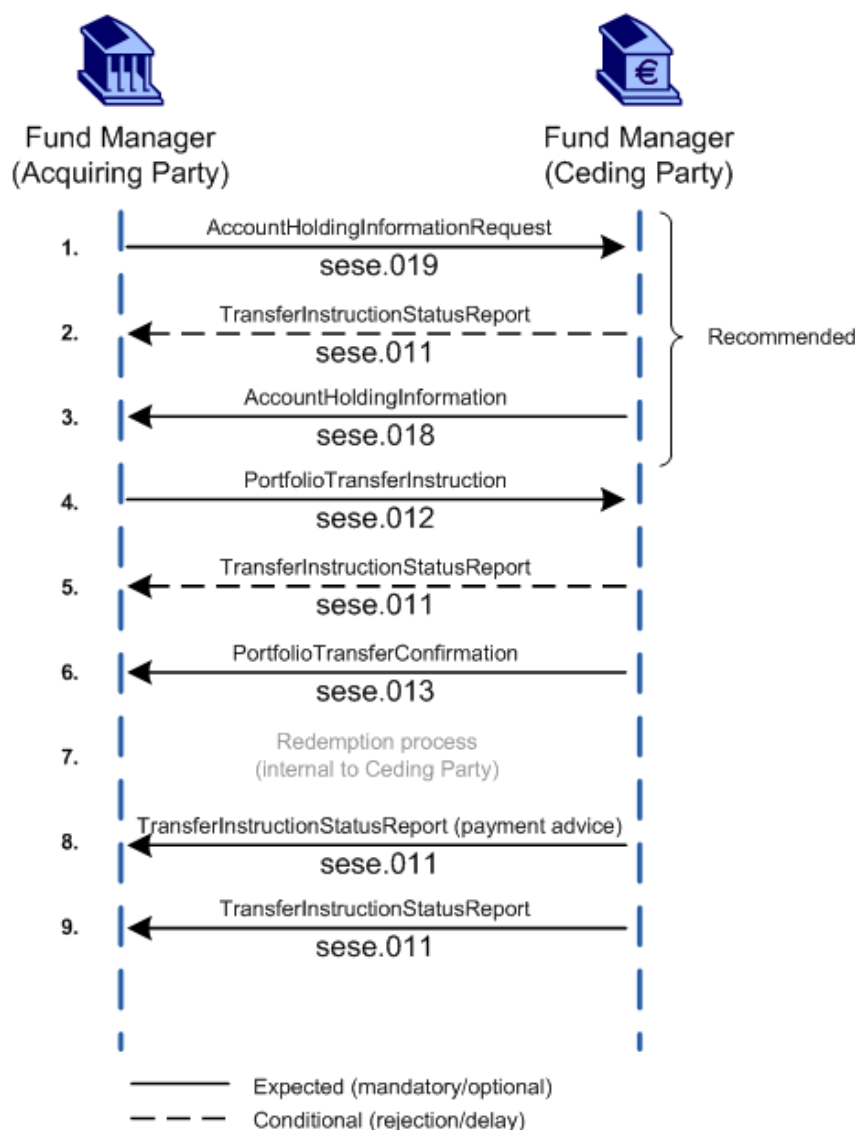 Fund Manager
(Acquiring Party)
Fund Manager
(Ceding Party)
1.
AccountHoldingInformationRequest
sese.019
2.
TransferInstructionStatusReport
sese.011
Recommended
3.
AccountHoldingInformation
sese.018
4.
PortfolioTransferInstruction
sese.012
5.
TransferInstructionStatusReport
sese.011
6.
PortfolioTransferConfirmation
sese.013
7.
Redemption process
(internal to Ceding Party)
8.
TransferInstructionStatusReport (payment advice)
sese.011
9.
TransferInstructionStatusReport
sese.011
Expected (mandatory/optional)
Conditional (rejection/delay)